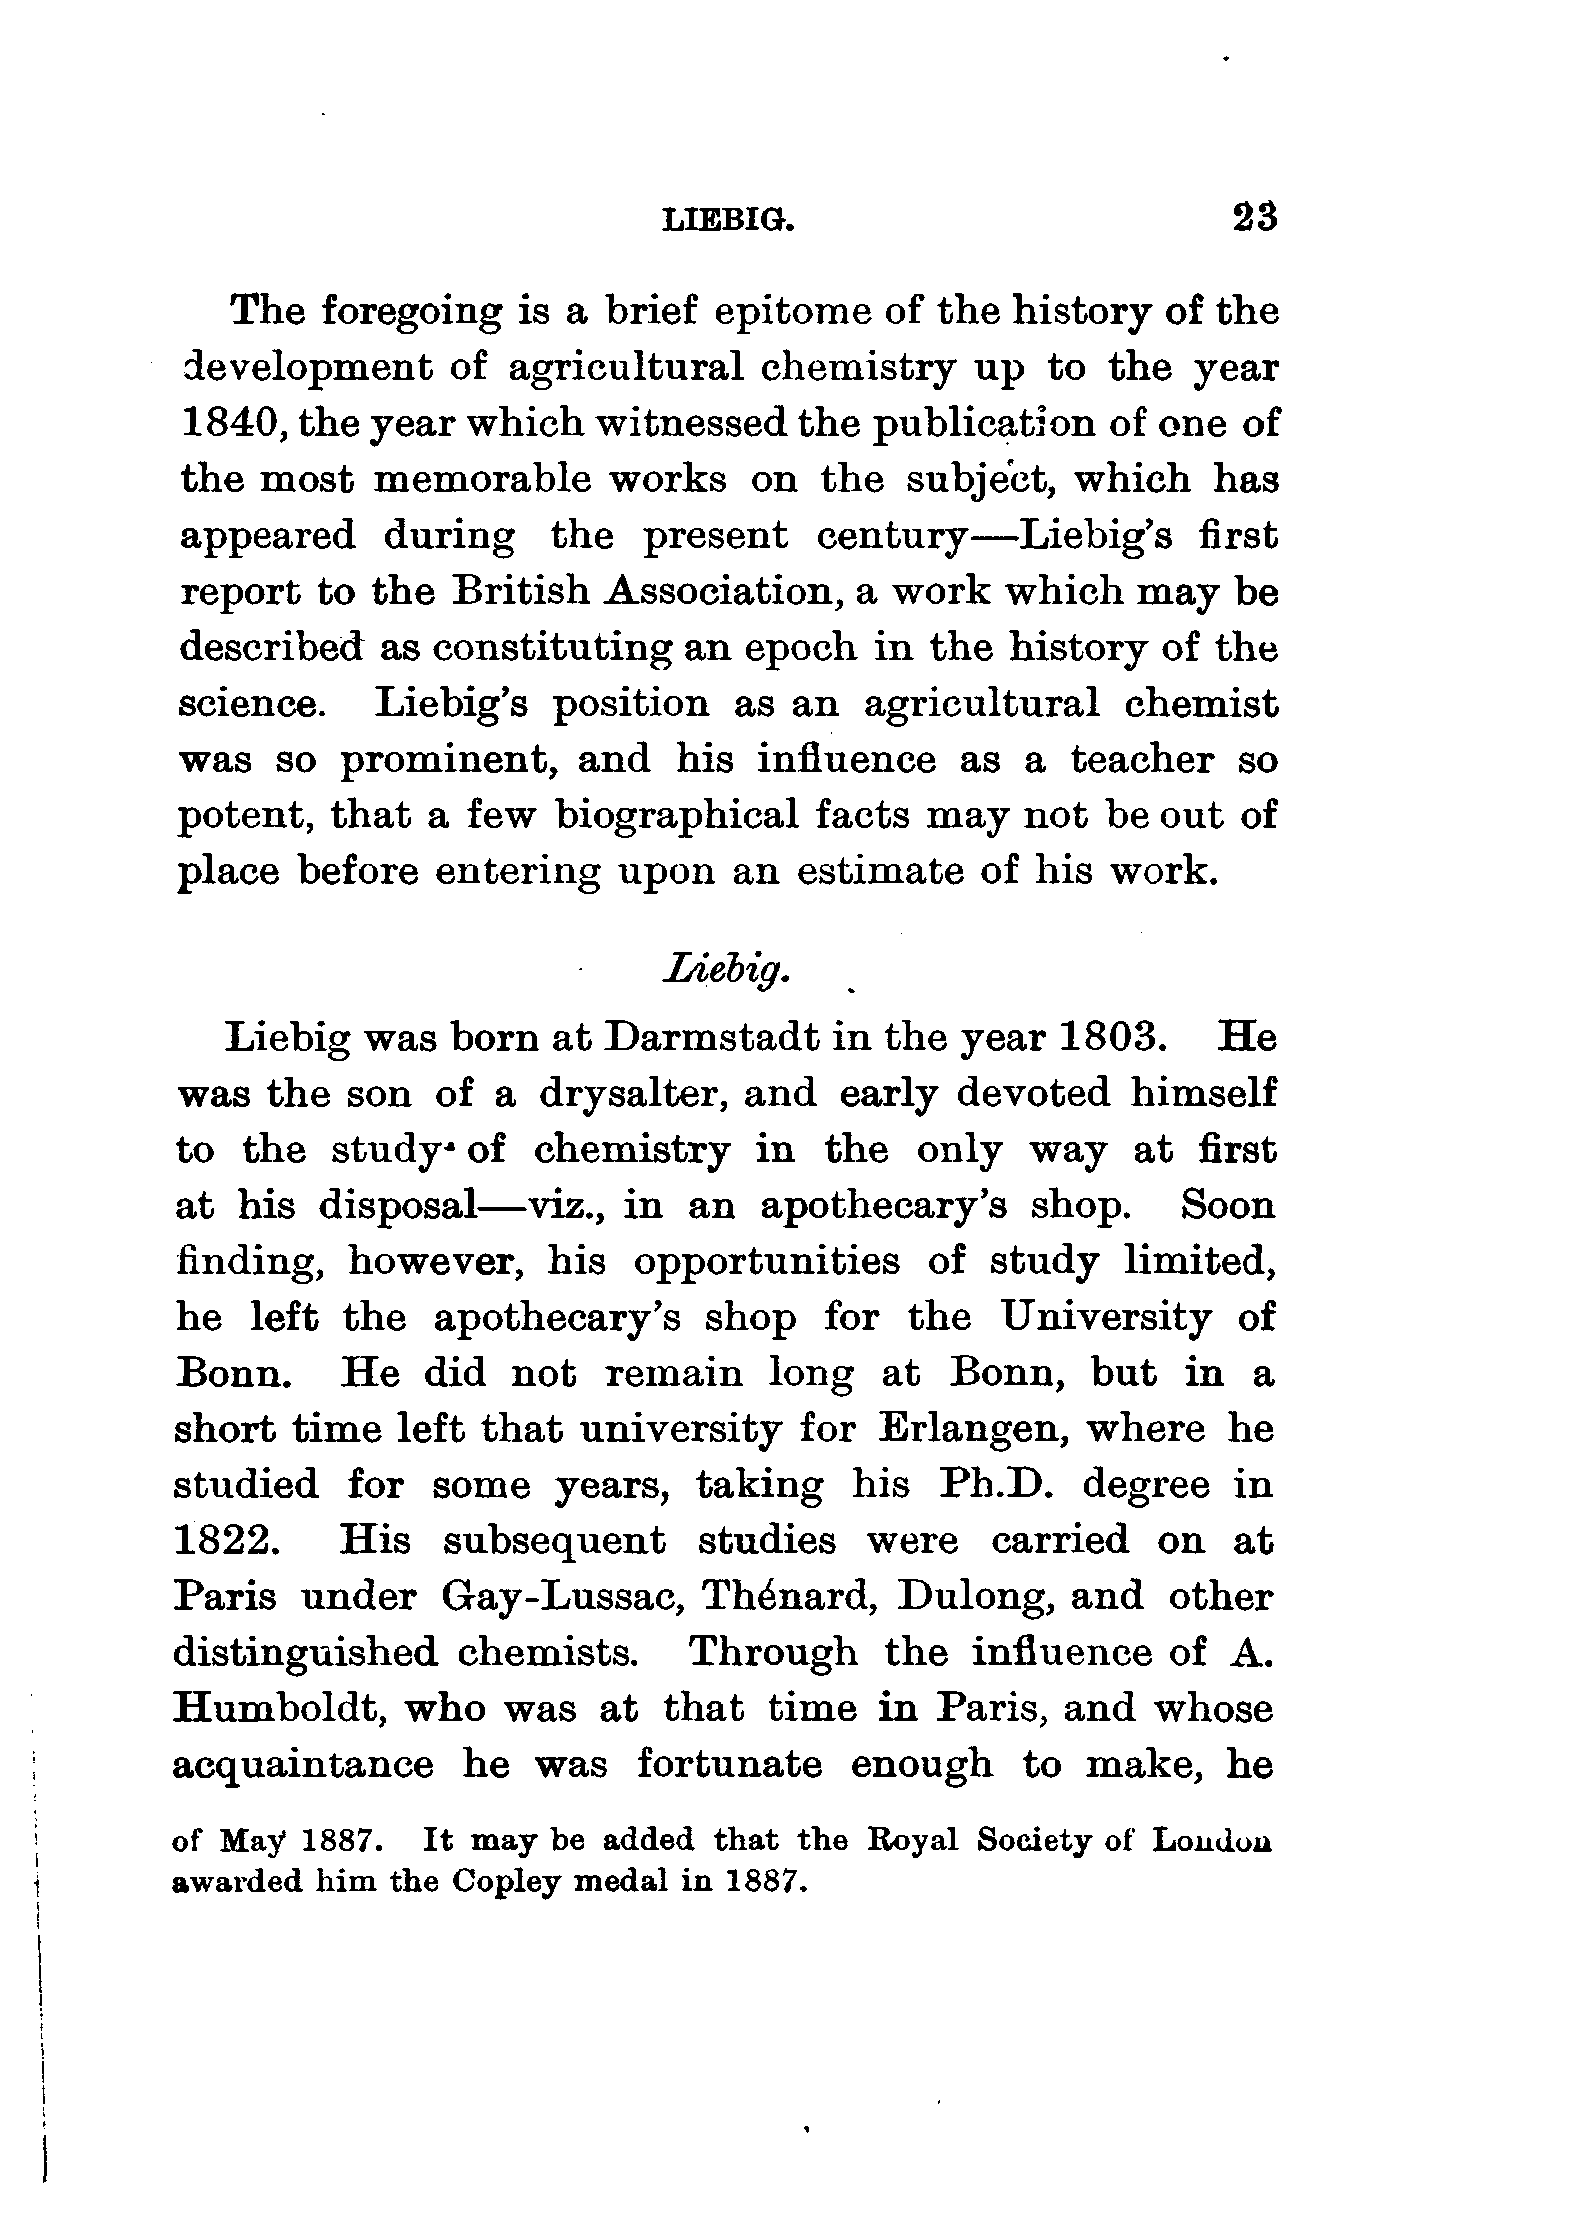 LIEBIG. 23
The foregoing is a brief epitome of the history of the
development of agricultural chemistry up to the year
1840, the year which witnessed the publication of one of
the most memorable works on the subject, which has
appeared during the present century—Liebig's first
report to the British Association, a work which may be
described as constituting an epoch in the history of the
science. Liebig's position as an agricultural chemist
was so prominent, and his influence as a teacher so
potent, that a few biographical facts may not be out of
place before entering upon an estimate of his work.
Liebig.
Liebig was born at Darmstadt in the year 1803. He
was the son of a drysalter, and early devoted himself
to the study of chemistry in the only way at first
at his disposal—viz., in an apothecary's shop. Soon
finding, however, his opportunities of study limited,
he left the apothecary's shop for the University of
Bonn. He did not remain long at Bonn, but in a
short time left that university for Erlangen, where he
studied for some years, taking his Ph.D. degree in
1822. His subsequent studies were carried on at
Paris under Gay-Lussac, Thénard, Dulong, and other
distinguished chemists. Through the influence of A.
Humboldt, who was at that time in Paris, and whose
acquaintance he was fortunate enough to make, he
of May 1887. It may be added that the Royal Society of London
awarded him the Copley medal in 1887.